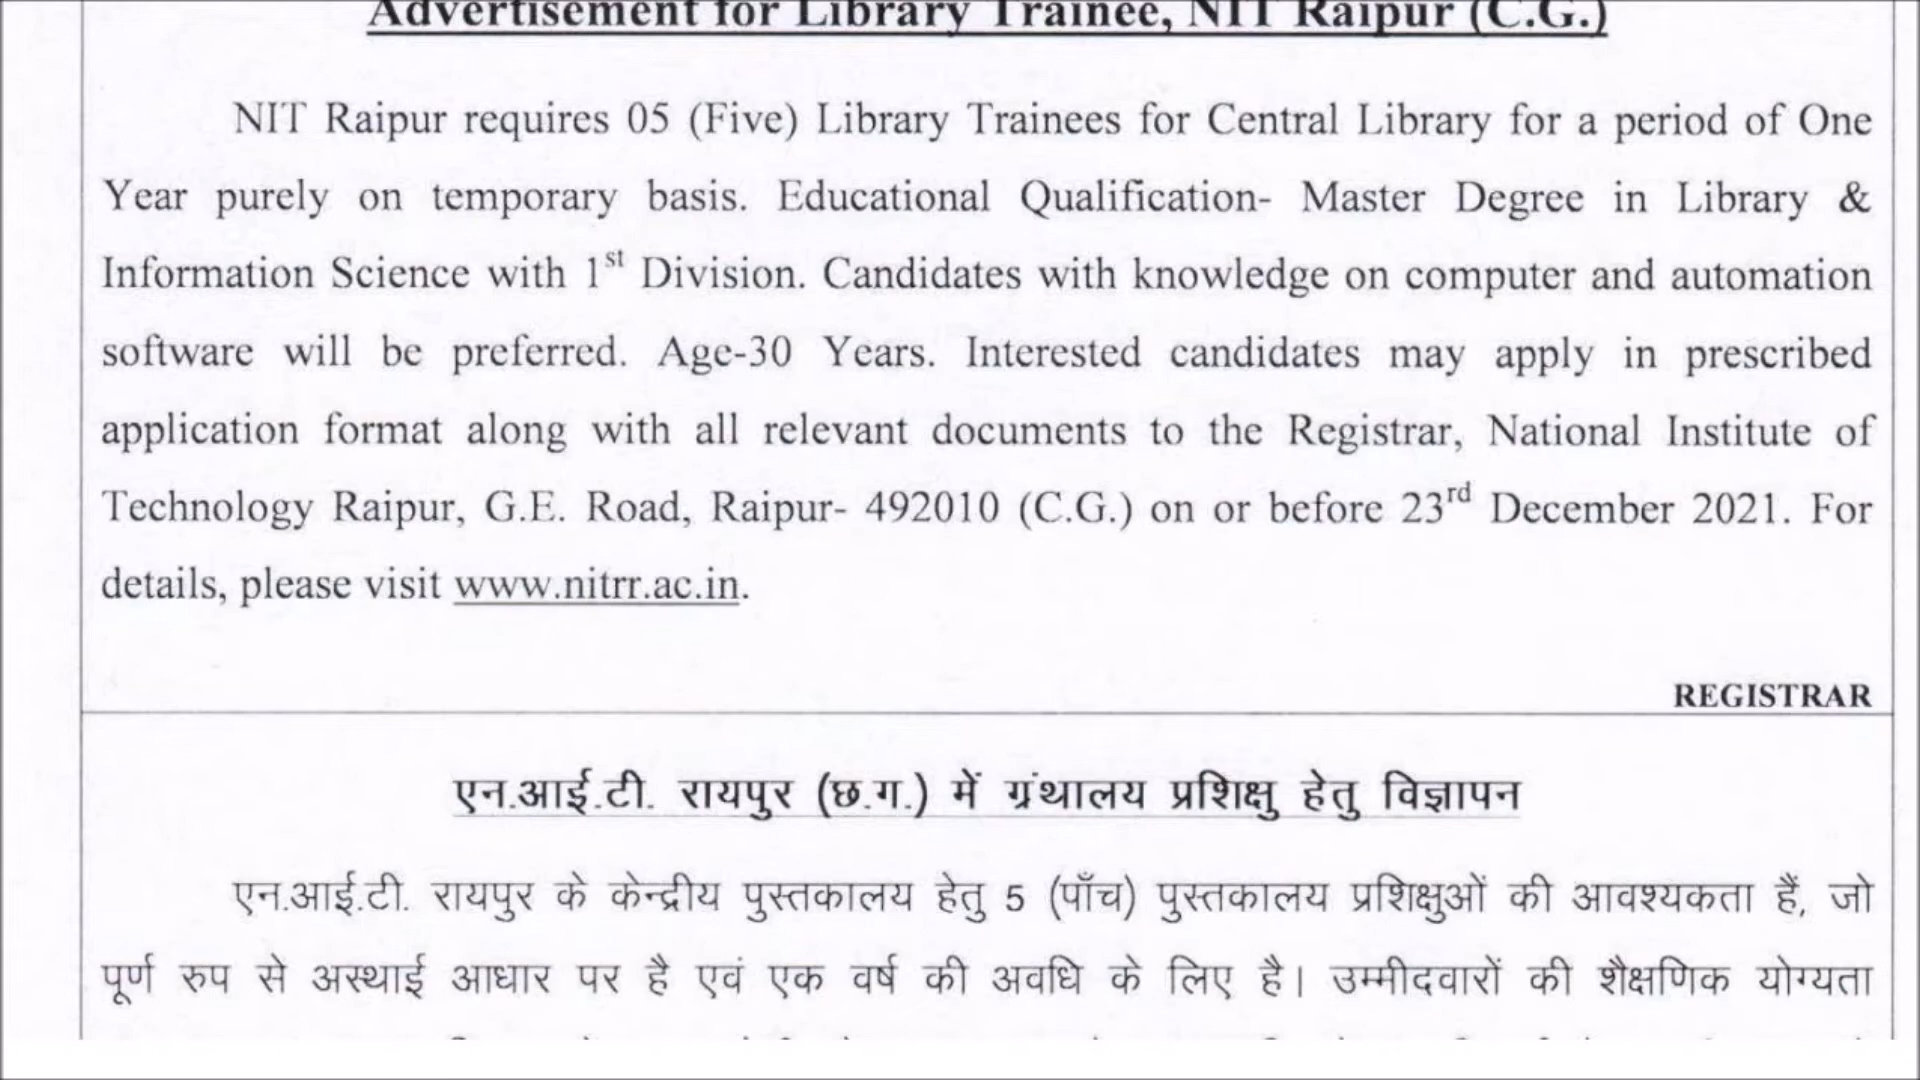 Advertisement for Library Trainee, NIT Raipur (C.G.)
NIT Raipur requires 05 (Five) Library Trainees for Central Library for a period of One
Year purely on temporary basis. Educational Qualification- Master Degree in Library &
Information Science with 1st Division. Candidates with knowledge on computer and automation
software will be preferred. Age-30 Years. Interested candidates may apply in prescribed
application format along with all relevant documents to the Registrar, National Institute of
Technology Raipur, G.E. Road, Raipur- 492010 (C.G.) on or before 23rd December 2021. For
details, please visit www.nitrr.ac.in.
REGISTRAR
एन.आई.टी. रायपुर (छ.ग.) में ग्रंथालय प्रशिक्षु हेतु विज्ञापन
एन.आई.टी. रायपुर के केन्द्रीय पुस्तकालय हेतु 5 (पाँच) पुस्तकालय प्रशिक्षुओं की आवश्यकता हैं, जो
पूर्ण रुप से अस्थाई आधार पर है एवं एक वर्ष की अवधि के लिए है। उम्मीदवारों की शैक्षणिक योग्यता